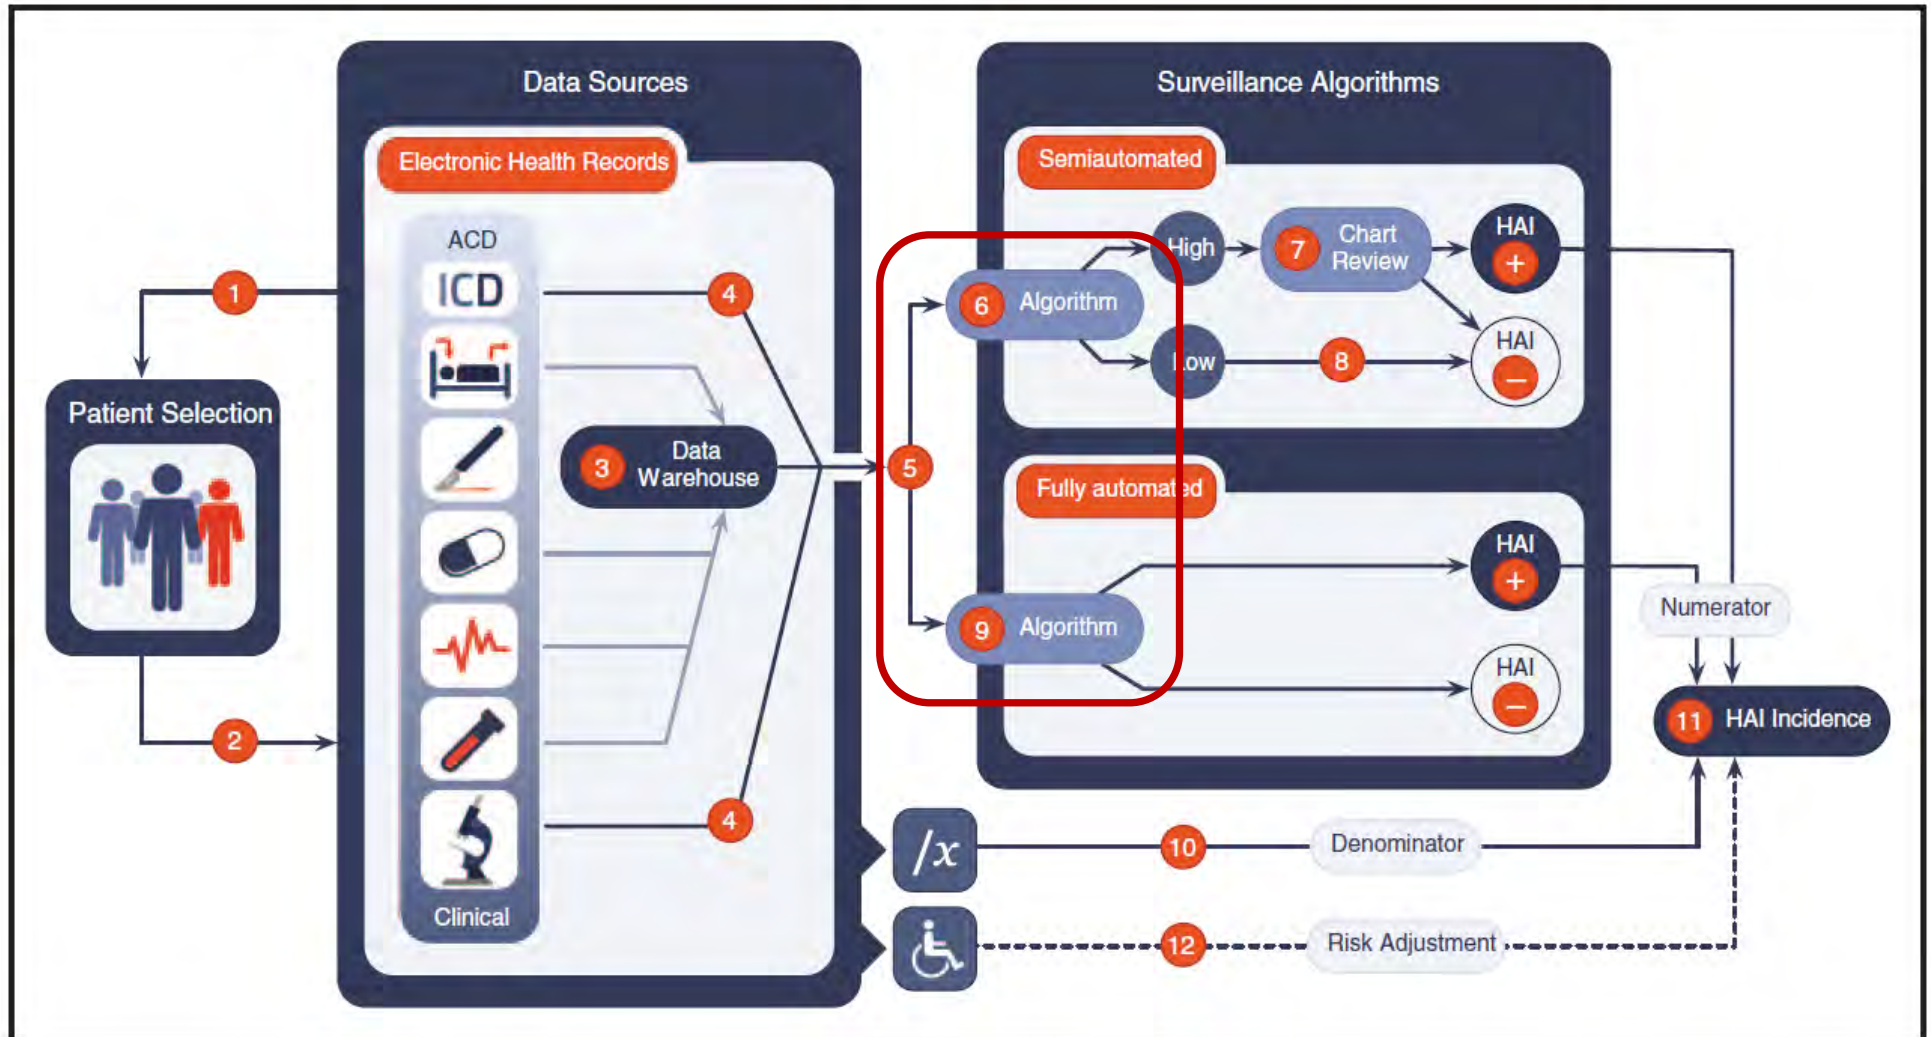 Data Sources
Electronic Health Records
ACD
ICD
Clinical
1
Patient Selection
2
3
Data
Warehouse
4
4
5
Surveillance Algorithms
Semiautomated
6
Algorithm
High
Low
7
Chart
Review
8
HAI
+
HAI
−
Fully automated
9
Algorithm
HAI
+
HAI
−
Numerator
11
HAI Incidence
/x
10
Denominator
12
Risk Adjustment